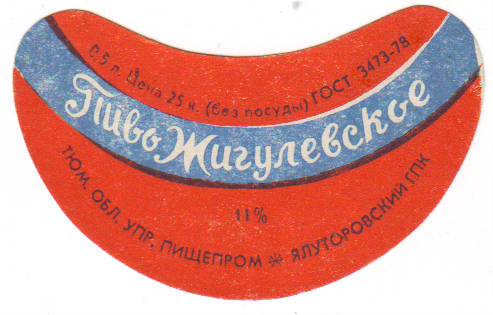 0,5 л. Цена 25 к. (без посуды) ГОСТ 3473-78
Пиво Жигулевское
11%
ТЮМ. ОБЛ. УПР. ПИЩЕПРОМ ✳ ЯЛУТОРОВСКИЙ ГПК